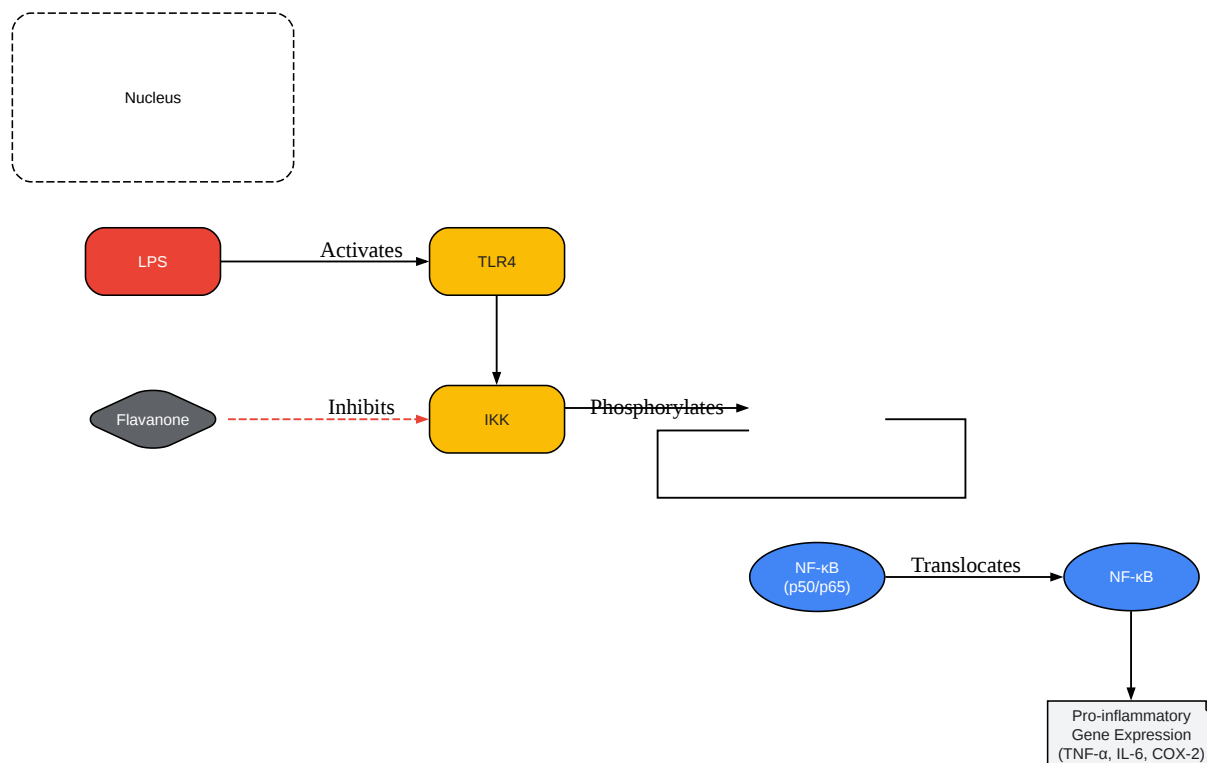 Nucleus
LPS
Activates
TLR4
Flavanone
Inhibits
IKK
Phosphorylates
NF-κB
(p50/p65)
Translocates
NF-κB
Pro-inflammatory
Gene Expression
(TNF-α, IL-6, COX-2)